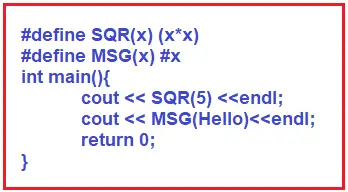 #define SQR(x) (x*x)
#define MSG(x) #x
int main(){
cout << SQR(5) <<endl;
cout << MSG(Hello)<<endl;
return 0;
}